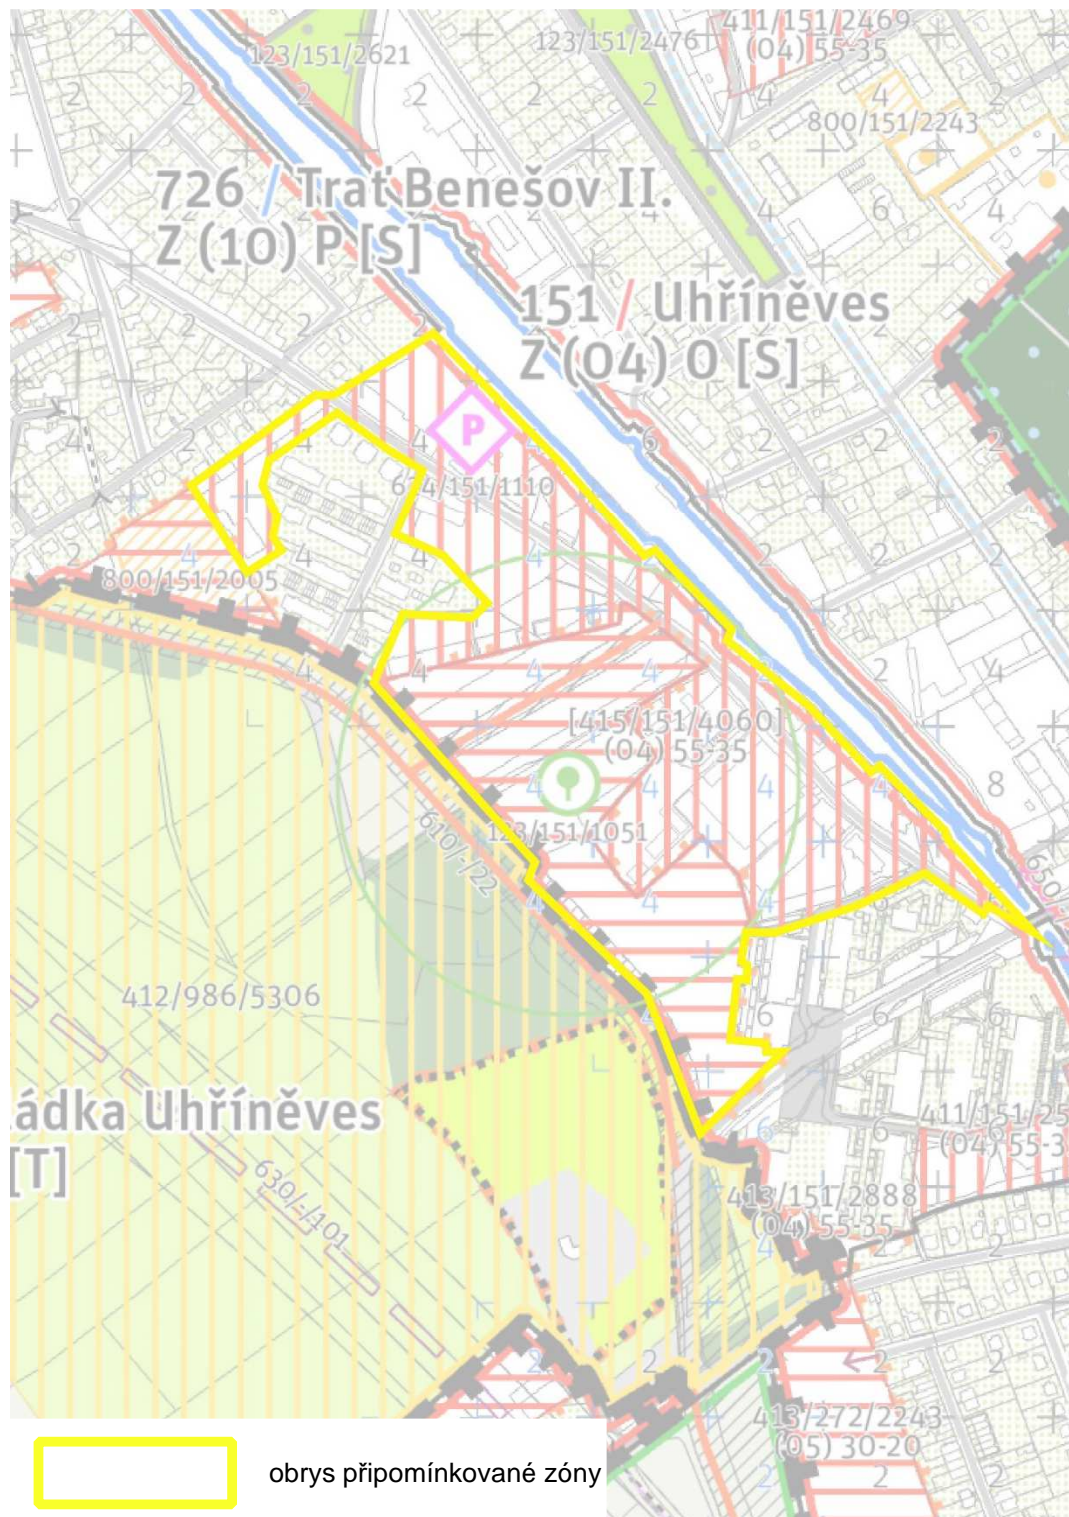 411/151/2469
(04) 55-35
123/151/2621
123/151/2476
800/151/2243
726 / Trať Benešov II.
Z (10) P [S]
151 / Uhříněves
Z (04) O [S]
P
634/151/1110
800/151/2005
[415/151/4060]
(04) 55-35
123/151/1051
610/-/22
650
412/986/5306
ádka Uhříněves
[T]
630/-/101
411/151/25
(04) 55-3
413/151/2888
(04) 55-35
413/272/2243
(05) 30-20
obrys připomínkované zóny